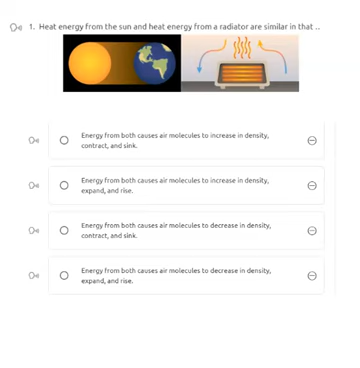 1. Heat energy from the sun and heat energy from a radiator are similar in that ..
Energy from both causes air molecules to increase in density,
contract, and sink.
Energy from both causes air molecules to increase in density,
expand, and rise.
Energy from both causes air molecules to decrease in density,
contract, and sink.
Energy from both causes air molecules to decrease in density,
expand, and rise.